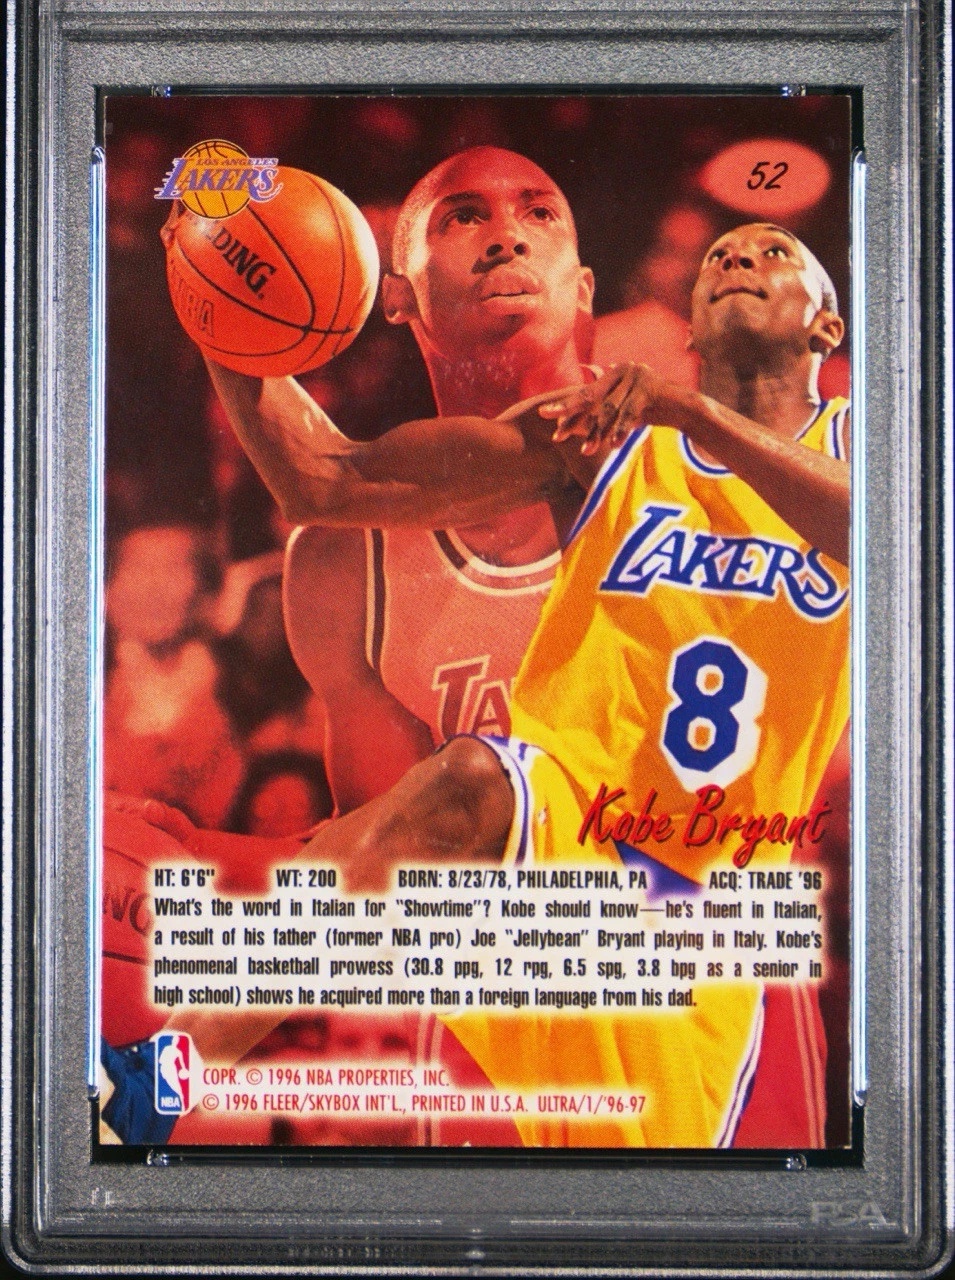 LOS ANGELES
LAKERS
52
LDING.
NBA
LAKERS
8
LA
Kobe Bryant
HT: 6'6" WT: 200 BORN: 8/23/78, PHILADELPHIA, PA ACQ: TRADE '96
What's the word in Italian for "Showtime"? Kobe should know—he's fluent in Italian,
a result of his father (former NBA pro) Joe "Jellybean" Bryant playing in Italy. Kobe's
phenomenal basketball prowess (30.8 ppg, 12 rpg, 6.5 spg, 3.8 bpg as a senior in
high school) shows he acquired more than a foreign language from his dad.
NBA
COPR. © 1996 NBA PROPERTIES, INC.
© 1996 FLEER/SKYBOX INT'L., PRINTED IN U.S.A. ULTRA/1/'96-97
PSA